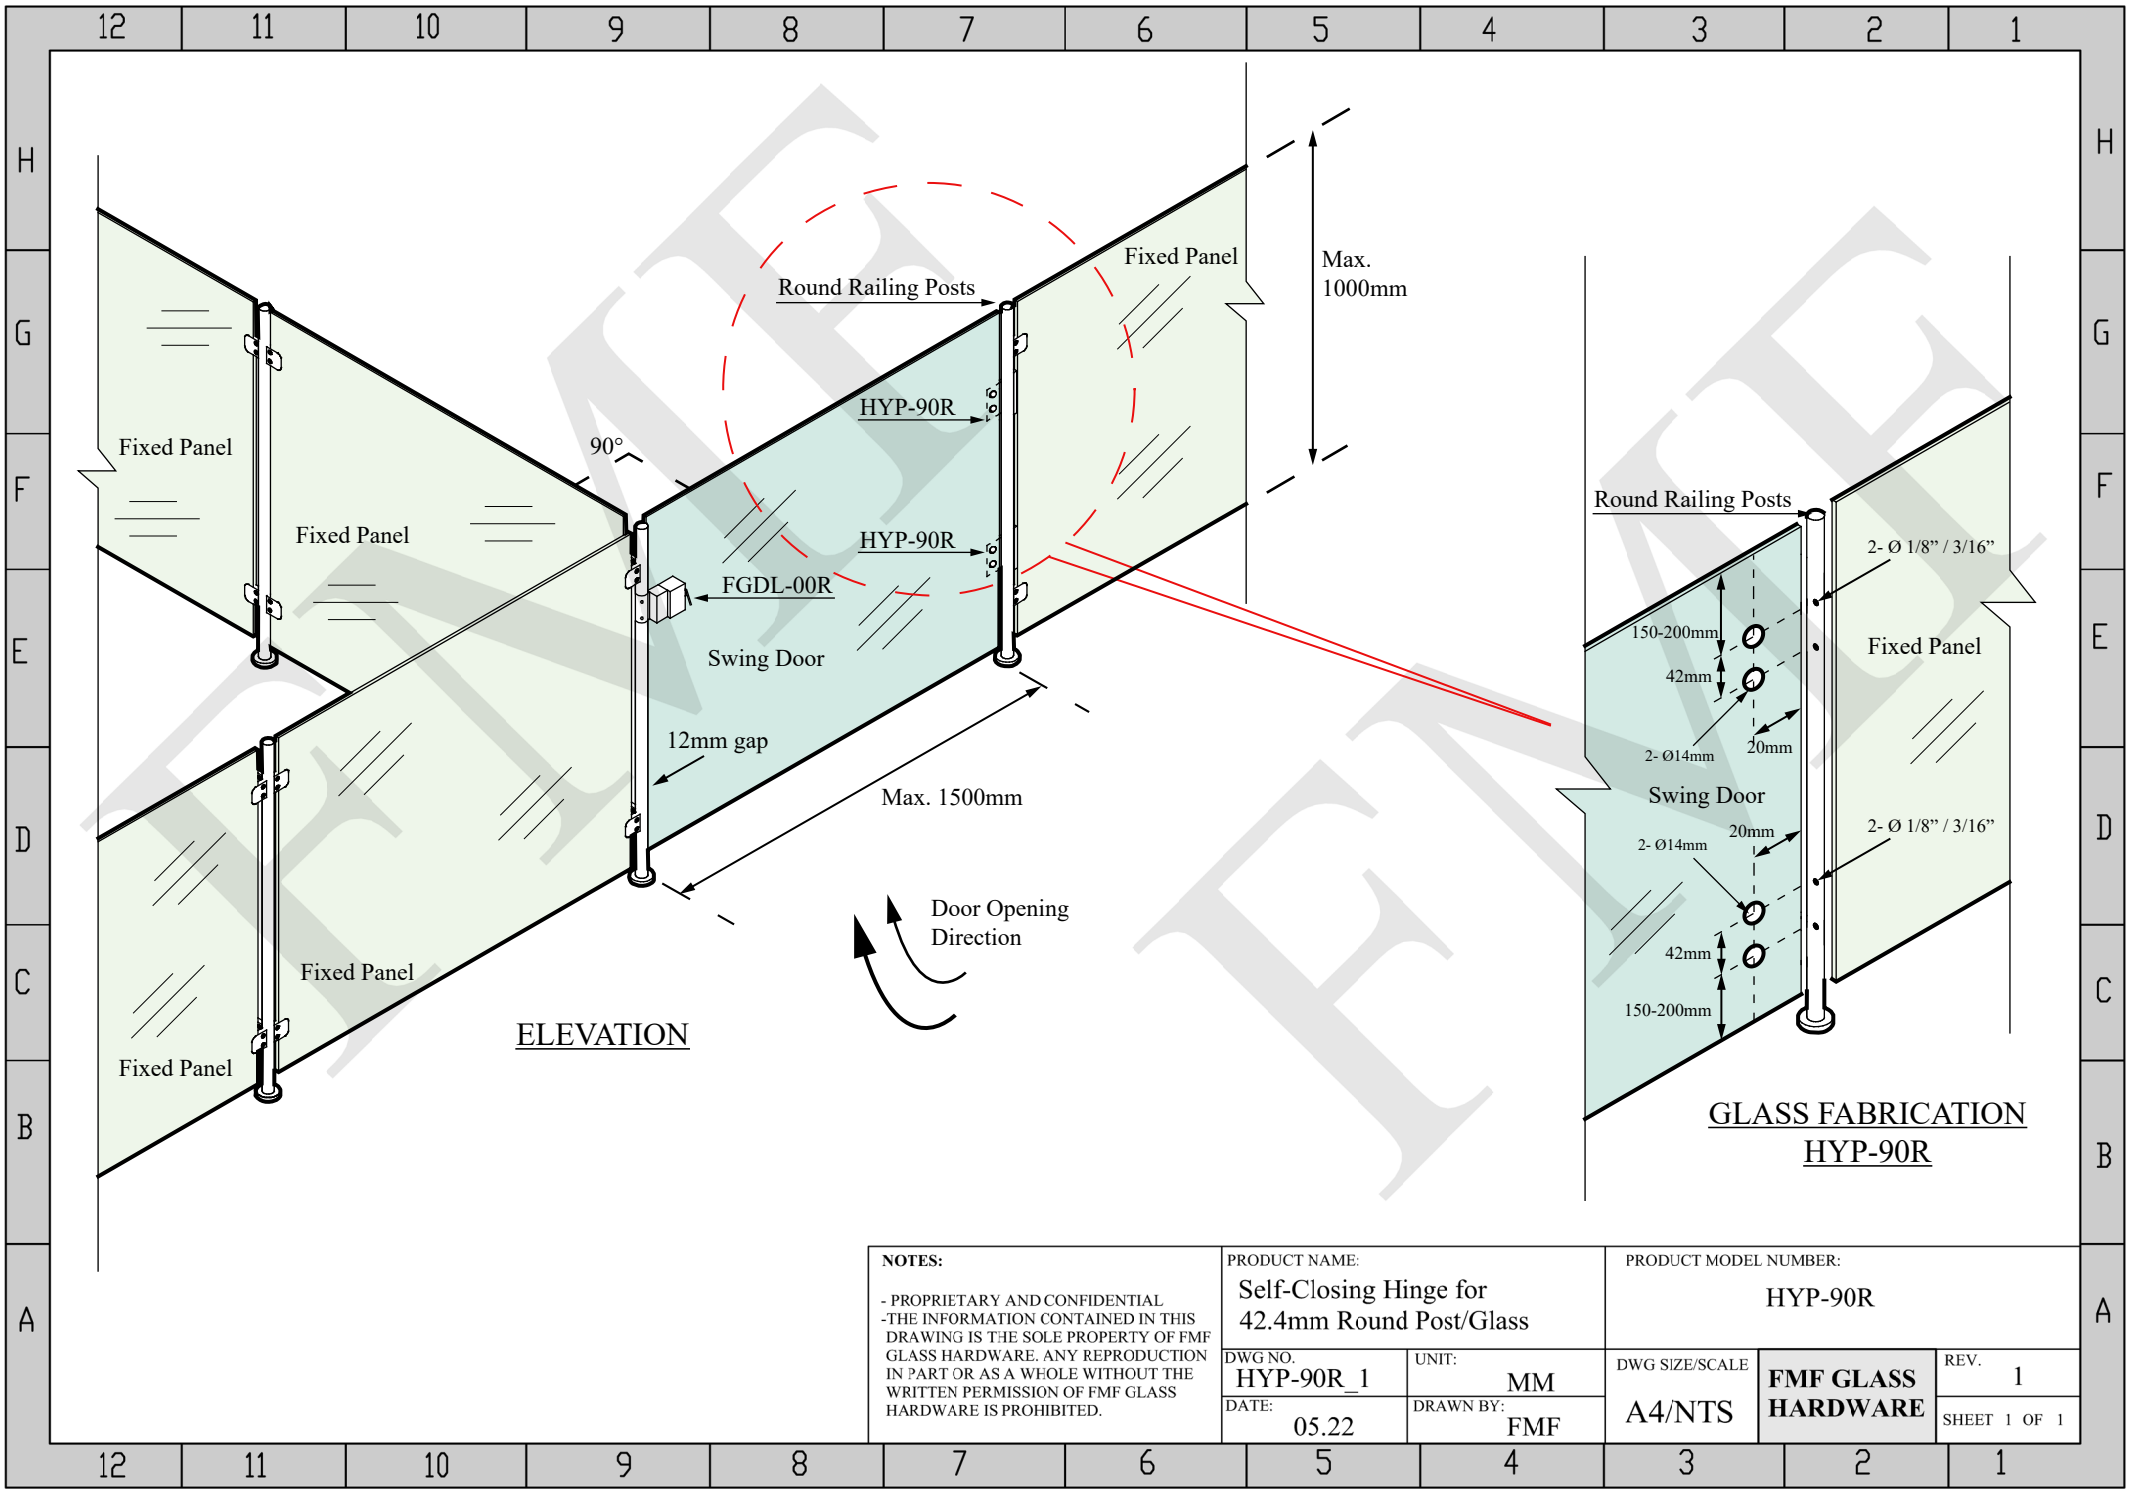 12 11 10 9 8 7 6 5 4 3 2 1
H H
G G
F F
E E
D D
C C
B B
A A
12 11 10 9 8 7 6 5 4 3 2 1
FMF
FMF
Fixed Panel
Round Railing Posts
Max.
1000mm
HYP-90R
90°
Fixed Panel
Fixed Panel
HYP-90R
FGDL-00R
Swing Door
12mm gap
Max. 1500mm
Door Opening
Direction
Fixed Panel
Fixed Panel
ELEVATION
Round Railing Posts
2- Ø 1/8” / 3/16”
150-200mm
Fixed Panel
42mm
20mm
2- Ø14mm
Swing Door
20mm
2- Ø 1/8” / 3/16”
2- Ø14mm
42mm
150-200mm
GLASS FABRICATION
HYP-90R
NOTES:
- PROPRIETARY AND CONFIDENTIAL
-THE INFORMATION CONTAINED IN THIS
DRAWING IS THE SOLE PROPERTY OF FMF
GLASS HARDWARE. ANY REPRODUCTION
IN PART OR AS A WHOLE WITHOUT THE
WRITTEN PERMISSION OF FMF GLASS
HARDWARE IS PROHIBITED.
PRODUCT NAME:
Self-Closing Hinge for
42.4mm Round Post/Glass
PRODUCT MODEL NUMBER:
HYP-90R
DWG NO.
HYP-90R_1
UNIT:
MM
DATE:
05.22
DRAWN BY:
FMF
DWG SIZE/SCALE
A4/NTS
FMF GLASS
HARDWARE
REV.
1
SHEET 1 OF 1